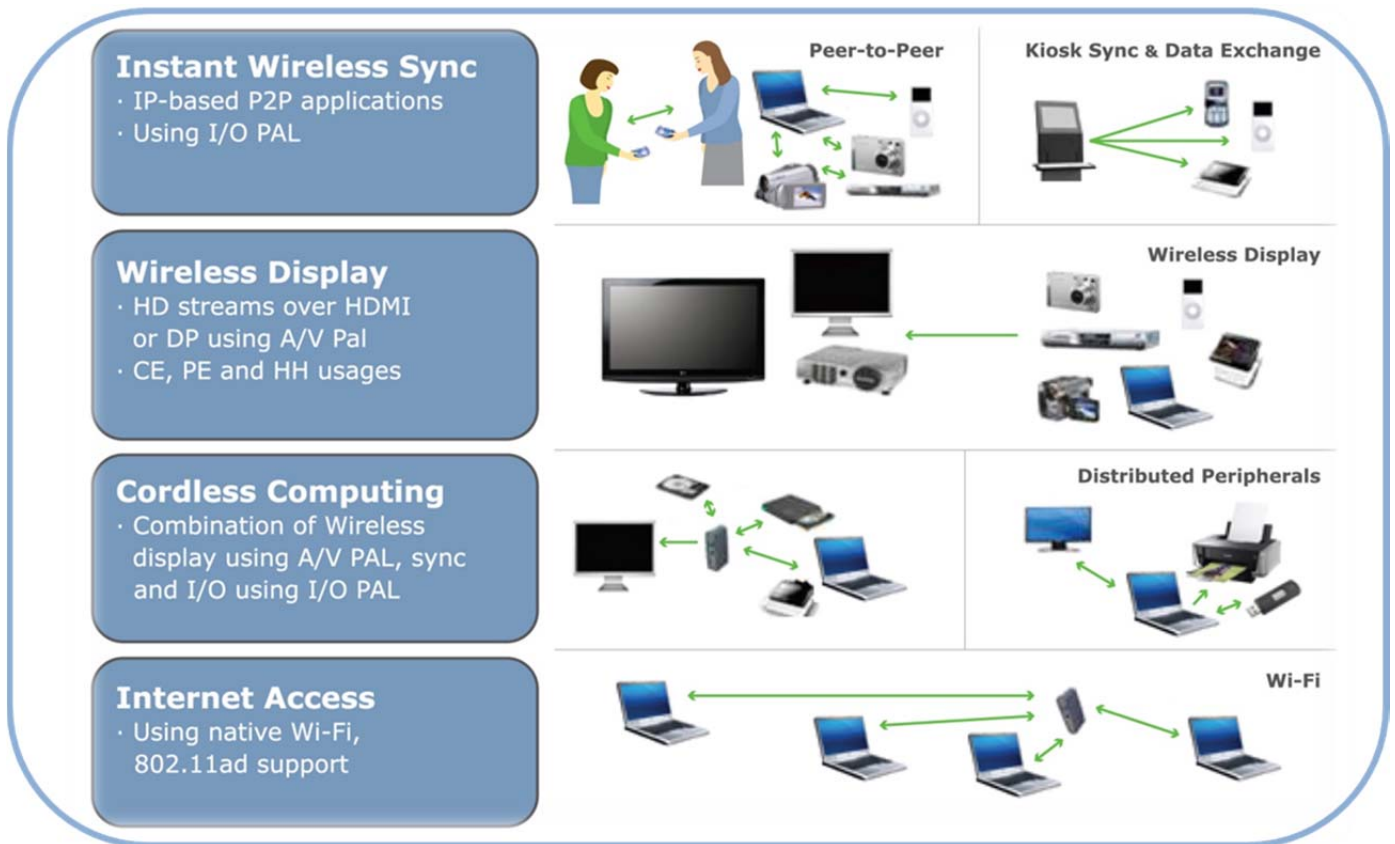 Instant Wireless Sync
· IP-based P2P applications
· Using I/O PAL
Peer-to-Peer
Kiosk Sync & Data Exchange
Wireless Display
· HD streams over HDMI
or DP using A/V Pal
· CE, PE and HH usages
Wireless Display
Cordless Computing
· Combination of Wireless
display using A/V PAL, sync
and I/O using I/O PAL
Distributed Peripherals
Internet Access
· Using native Wi-Fi,
802.11ad support
Wi-Fi